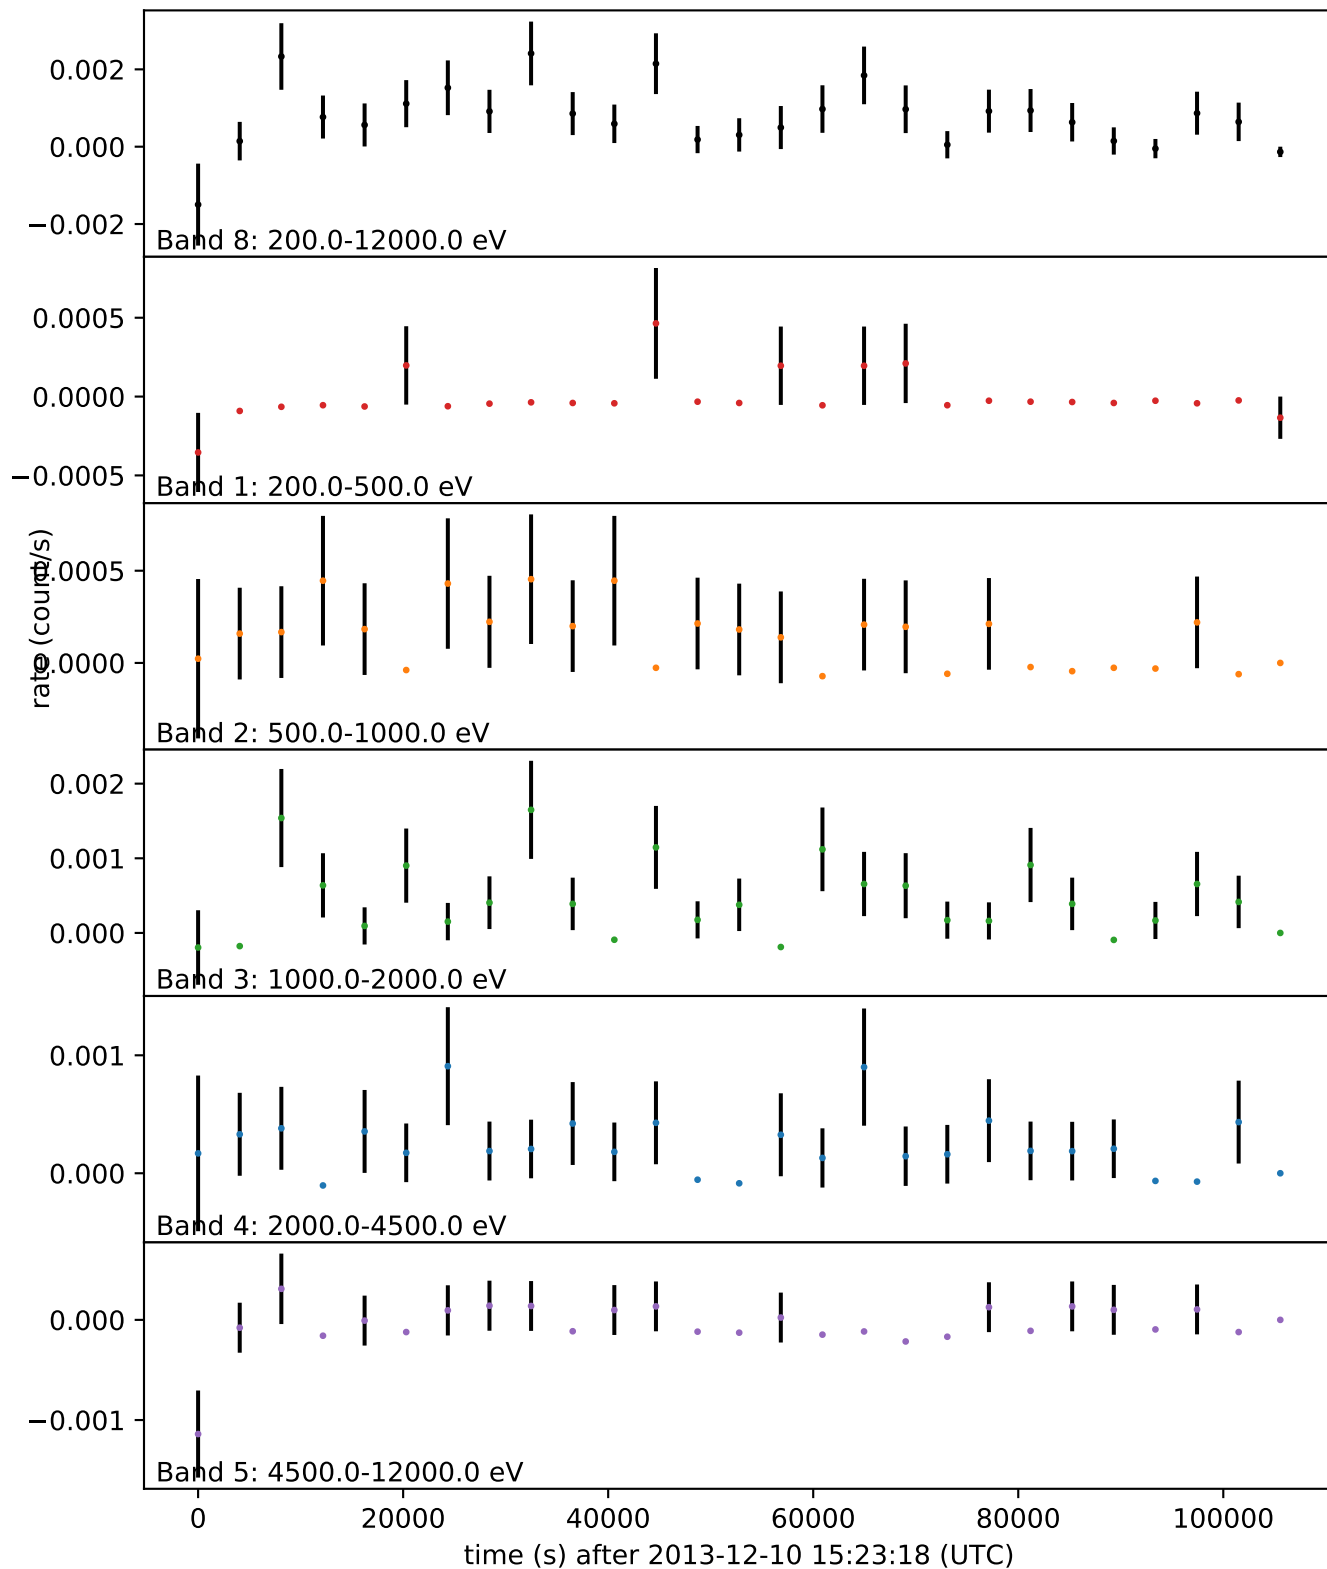 0.002
0.000
−0.002
Band 8: 200.0-12000.0 eV
0.0005
0.0000
−0.0005
Band 1: 200.0-500.0 eV
rate (count/s)
0.0005
0.0000
Band 2: 500.0-1000.0 eV
0.002
0.001
0.000
Band 3: 1000.0-2000.0 eV
0.001
0.000
Band 4: 2000.0-4500.0 eV
0.000
−0.001
Band 5: 4500.0-12000.0 eV
0 20000 40000 60000 80000 100000
time (s) after 2013-12-10 15:23:18 (UTC)